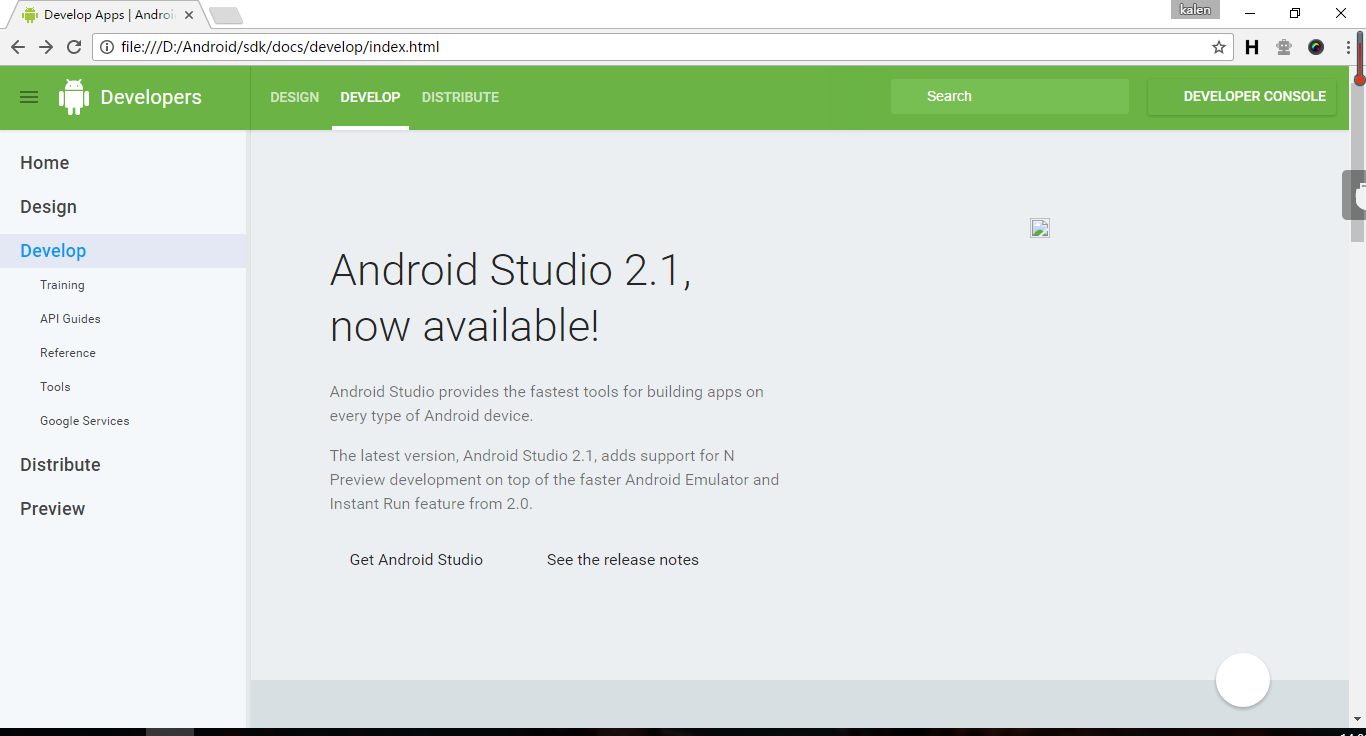 Develop Apps | Androi
kalen
file:///D:/Android/sdk/docs/develop/index.html
H
Developers
DESIGN
DEVELOP
DISTRIBUTE
Search
DEVELOPER CONSOLE
Home
Design
Develop
Training
API Guides
Reference
Tools
Google Services
Distribute
Preview
Android Studio 2.1,
now available!
Android Studio provides the fastest tools for building apps on
every type of Android device.
The latest version, Android Studio 2.1, adds support for N
Preview development on top of the faster Android Emulator and
Instant Run feature from 2.0.
Get Android Studio
See the release notes